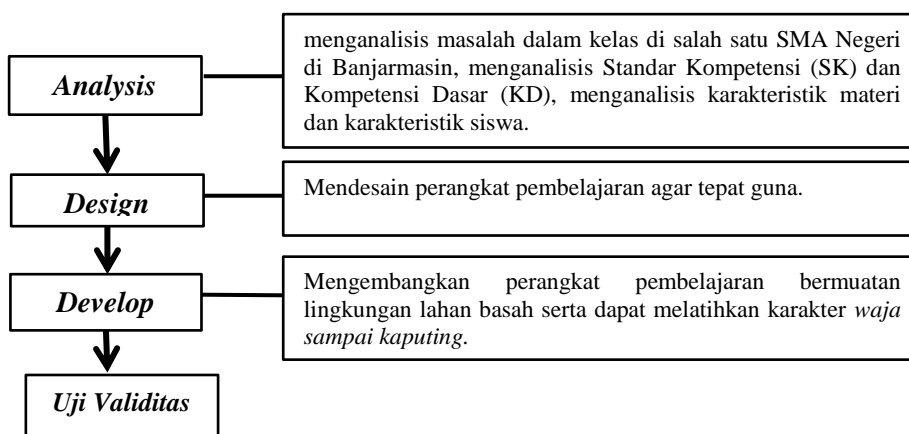 Analysis
menganalisis masalah dalam kelas di salah satu SMA Negeri
di Banjarmasin, menganalisis Standar Kompetensi (SK) dan
Kompetensi Dasar (KD), menganalisis karakteristik materi
dan karakteristik siswa.
Design
Mendesain perangkat pembelajaran agar tepat guna.
Develop
Mengembangkan perangkat pembelajaran bermuatan
lingkungan lahan basah serta dapat melatihkan karakter waja
sampai kaputing.
Uji Validitas